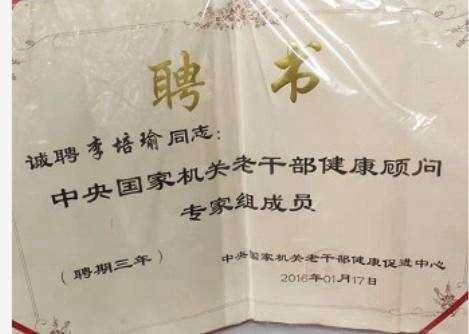 聘书
诚聘李培瑜同志：
中央国家机关老干部健康顾问
专家组成员
（聘期三年）
中央国家机关老干部健康促进中心
2016年01月17日